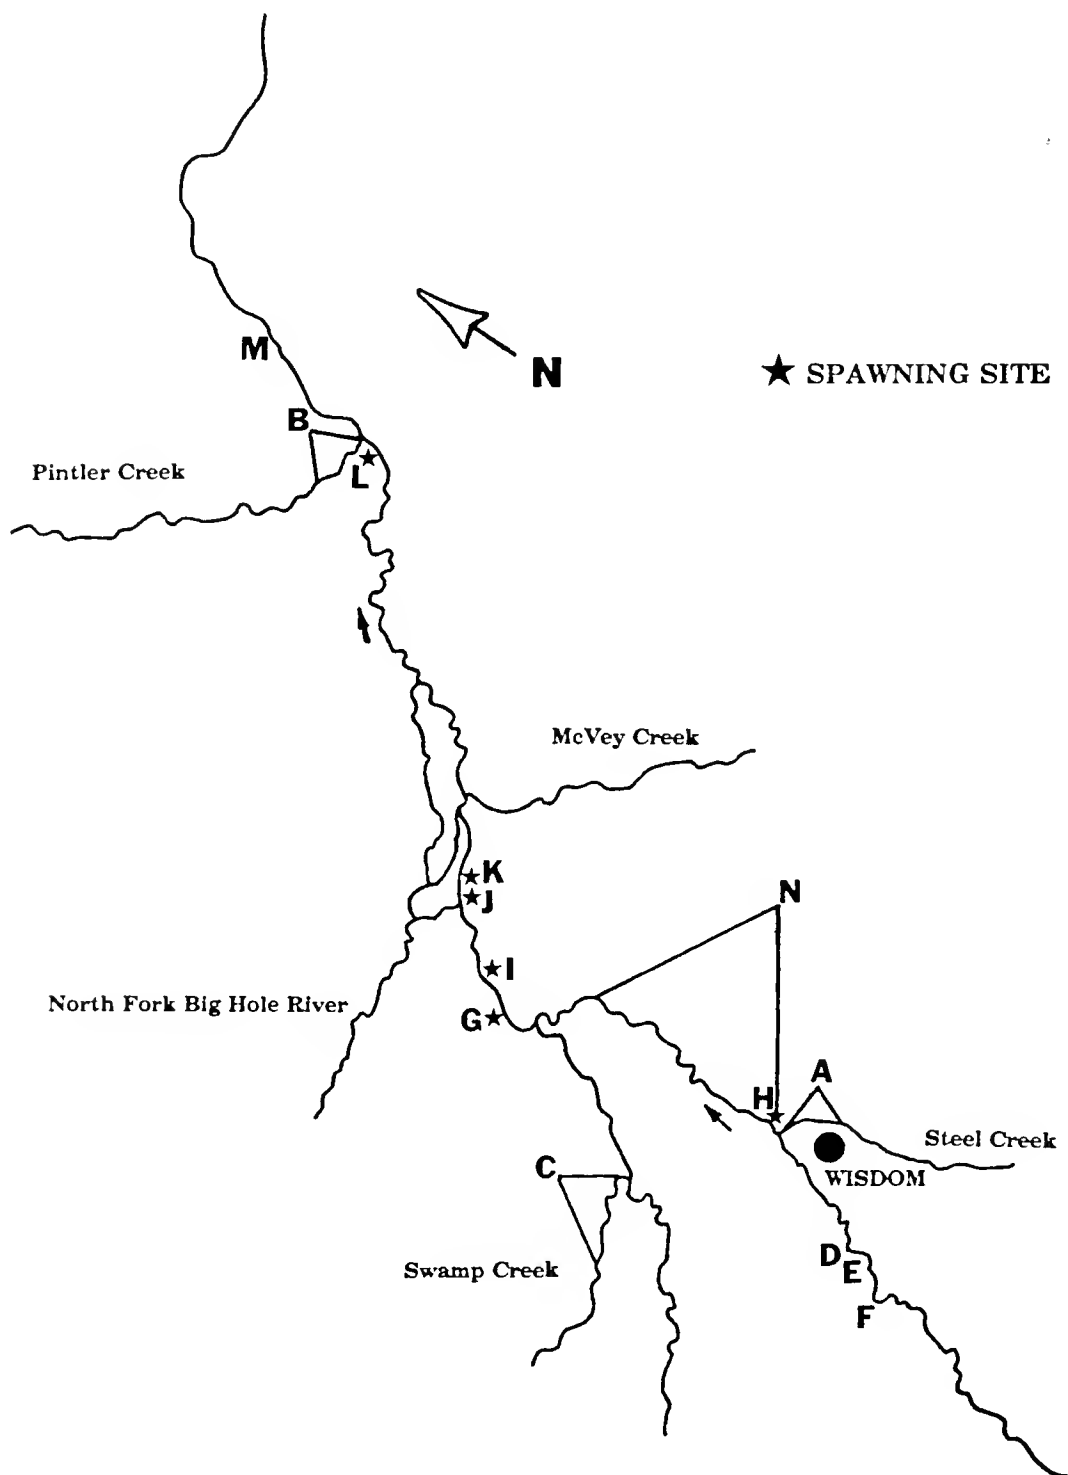 M
N
★ SPAWNING SITE
B
L
Pintler Creek
McVey Creek
K
J
N
I
North Fork Big Hole River
G
A
H
Steel Creek
C
WISDOM
D
E
Swamp Creek
F